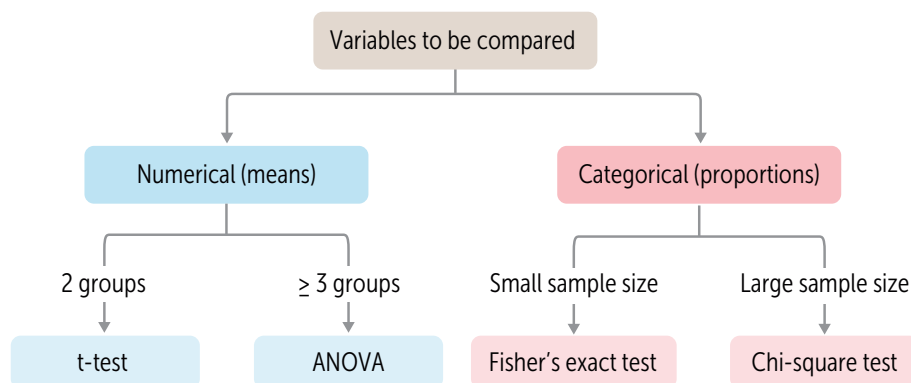 Variables to be compared
Numerical (means)
Categorical (proportions)
2 groups
≥ 3 groups
Small sample size
Large sample size
t-test
ANOVA
Fisher's exact test
Chi-square test